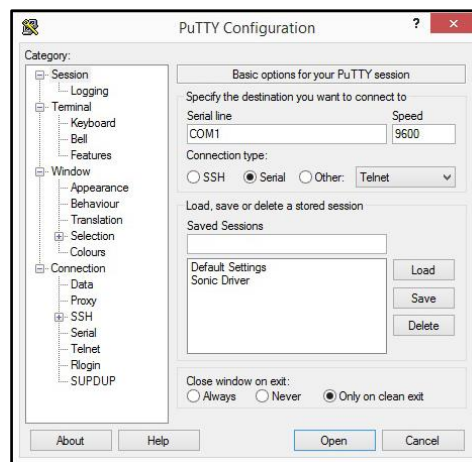 PuTTY Configuration ? ×
Category:
Session
Logging
Terminal
Keyboard
Bell
Features
Window
Appearance
Behaviour
Translation
Selection
Colours
Connection
Data
Proxy
SSH
Serial
Telnet
Rlogin
SUPDUP
Basic options for your PuTTY session
Specify the destination you want to connect to
Serial line Speed
COM1 9600
Connection type:
SSH Serial Other: Telnet
Load, save or delete a stored session
Saved Sessions
Default Settings
Sonic Driver
Load
Save
Delete
Close window on exit:
Always Never Only on clean exit
About Help Open Cancel